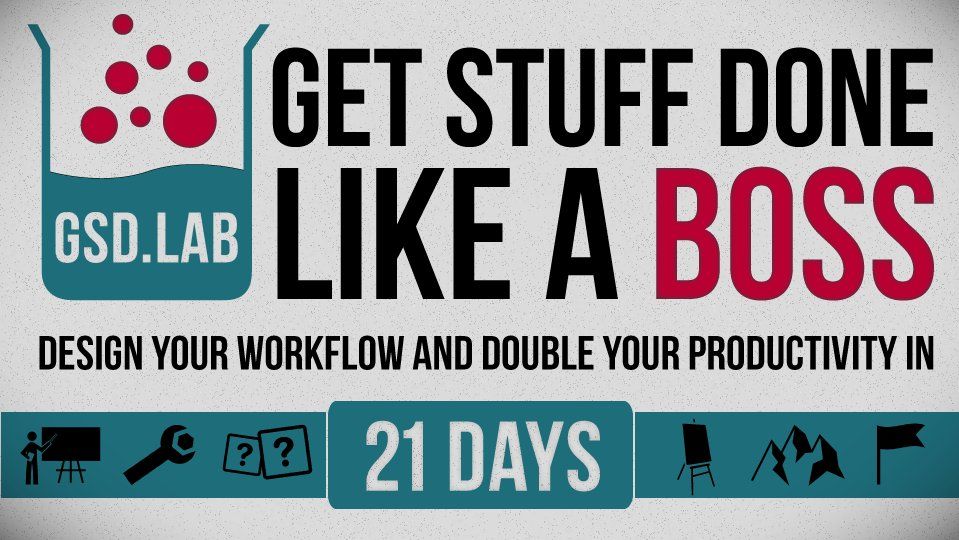 GET STUFF DONE
LIKE A BOSS
GSD.LAB
DESIGN YOUR WORKFLOW AND DOUBLE YOUR PRODUCTIVITY IN
? ?
21 DAYS